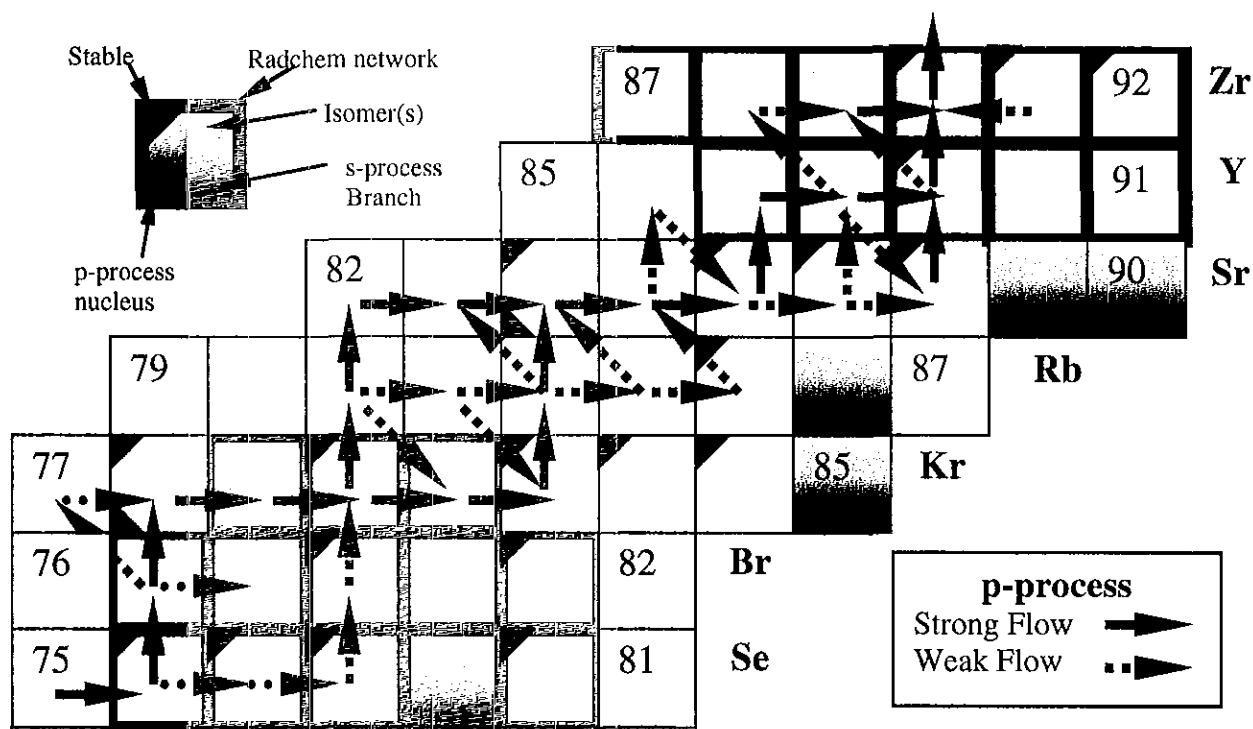 Stable
Radchem network
Isomer(s)
s-process
Branch
p-process
nucleus
87 92 Zr
85 91 Y
82 90 Sr
79 87 Rb
77 85 Kr
76 82 Br
75 81 Se
p-process
Strong Flow
Weak Flow